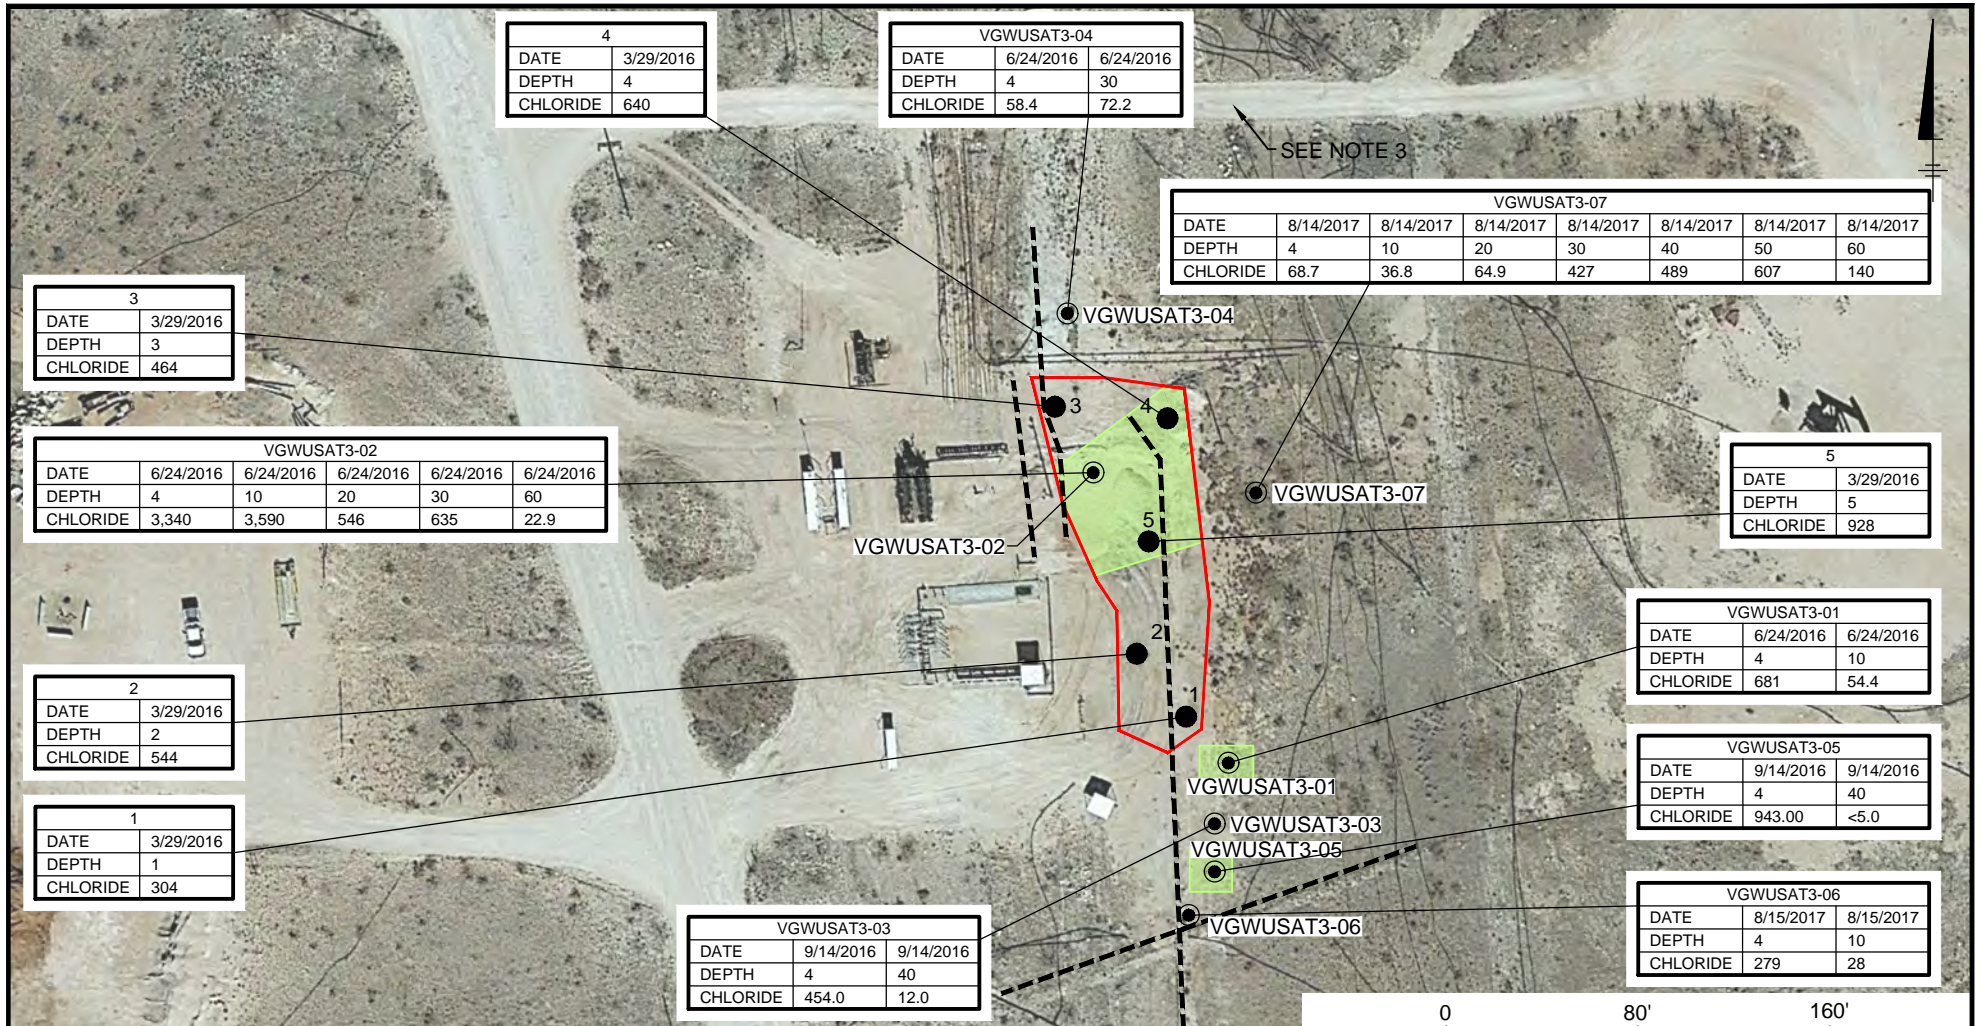 4
DATE 3/29/2016
DEPTH 4
CHLORIDE 640
VGWUSAT3-04
DATE 6/24/2016 6/24/2016
DEPTH 4 30
CHLORIDE 58.4 72.2
SEE NOTE 3
VGWUSAT3-07
DATE 8/14/2017 8/14/2017 8/14/2017 8/14/2017 8/14/2017 8/14/2017 8/14/2017
DEPTH 4 10 20 30 40 50 60
CHLORIDE 68.7 36.8 64.9 427 489 607 140
3
DATE 3/29/2016
DEPTH 3
CHLORIDE 464
VGWUSAT3-04
3
4
VGWUSAT3-02
DATE 6/24/2016 6/24/2016 6/24/2016 6/24/2016 6/24/2016
DEPTH 4 10 20 30 60
CHLORIDE 3,340 3,590 546 635 22.9
VGWUSAT3-07
5
DATE 3/29/2016
DEPTH 5
CHLORIDE 928
5
VGWUSAT3-02
2
1
VGWUSAT3-01
DATE 6/24/2016 6/24/2016
DEPTH 4 10
CHLORIDE 681 54.4
2
DATE 3/29/2016
DEPTH 2
CHLORIDE 544
VGWUSAT3-01
VGWUSAT3-03
VGWUSAT3-05
VGWUSAT3-06
VGWUSAT3-05
DATE 9/14/2016 9/14/2016
DEPTH 4 40
CHLORIDE 943.00 <5.0
1
DATE 3/29/2016
DEPTH 1
CHLORIDE 304
VGWUSAT3-03
DATE 9/14/2016 9/14/2016
DEPTH 4 40
CHLORIDE 454.0 12.0
VGWUSAT3-06
DATE 8/15/2017 8/15/2017
DEPTH 4 10
CHLORIDE 279 28
0 80' 160'